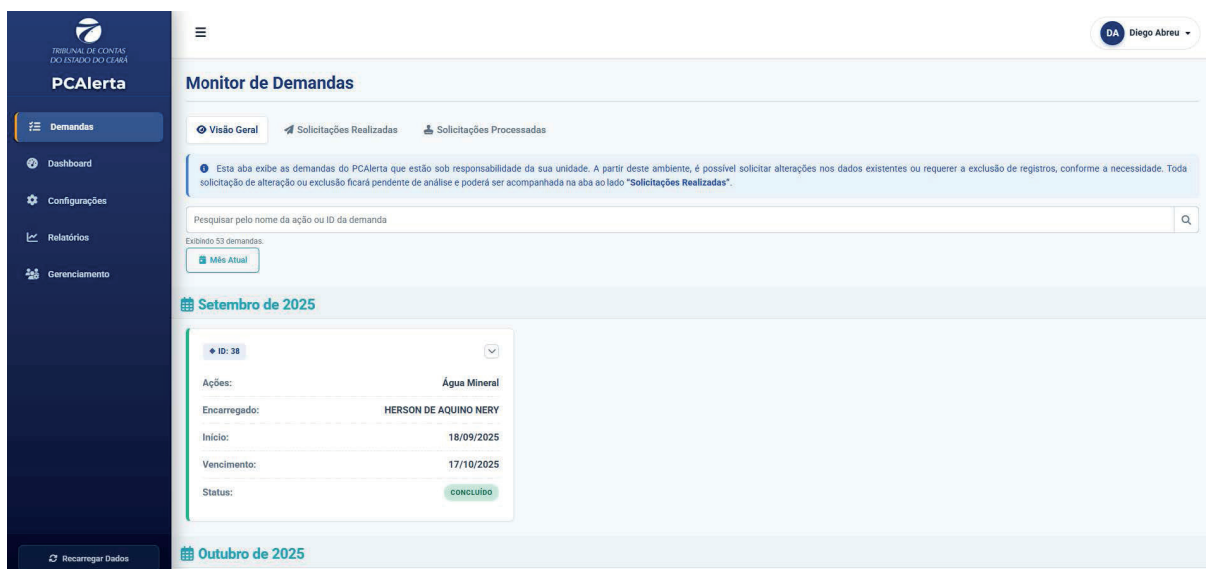 TRIBUNAL DE CONTAS
DO ESTADO DO CEARÁ
PCAlerta
Demandas
Dashboard
Configurações
Relatórios
Gerenciamento
Recarregar Dados
DA Diego Abreu
Monitor de Demandas
Visão Geral Solicitações Realizadas Solicitações Processadas
Esta aba exibe as demandas do PCAlerta que estão sob responsabilidade da sua unidade. A partir deste ambiente, é possível solicitar alterações nos dados existentes ou requerer a exclusão de registros, conforme a necessidade. Toda
solicitação de alteração ou exclusão ficará pendente de análise e poderá ser acompanhada na aba ao lado "Solicitações Realizadas".
Pesquisar pelo nome da ação ou ID da demanda
Exibindo 53 demandas.
Mês Atual
Setembro de 2025
ID: 38
Ações: Água Mineral
Encarregado: HERSON DE AQUINO NERY
Início: 18/09/2025
Vencimento: 17/10/2025
Status: CONCLUÍDO
Outubro de 2025